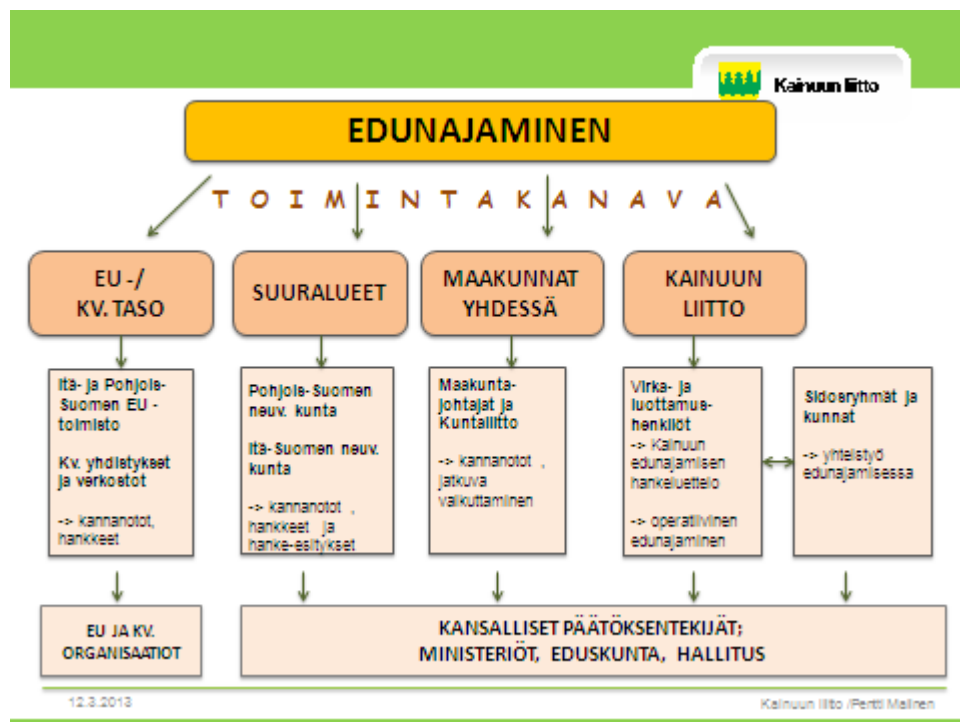 Kainuun liitto
EDUNAJAMINEN
TOIMINTAKANAVA
EU -/
KV. TASO
SUURALUEET
MAAKUNNAT
YHDESSÄ
KAINUUN
LIITTO
Itä- ja Pohjois-
Suomen EU -
toimisto
Kv. yhdistykset
ja verkostot
-> kannanotot,
hankkeet
Pohjois-Suomen
neuv. kunta
Itä-Suomen neuv.
kunta
-> kannanotot ,
hankkeet ja
hanke-esitykset
Maakunta-
johtajat ja
Kuntaliitto
-> kannanotot ,
jatkuva
vaikuttaminen
Virka- ja
luottamus-
henkilöt
-> Kainuun
edunajamisen
hankeluettelo
-> operatiivinen
edunajaminen
Sidosryhmät ja
kunnat
-> yhteistyö
edunajamisessa
EU JA KV.
ORGANISAATIOT
KANSALLISET PÄÄTÖKSENTEKIJÄT;
MINISTERIÖT, EDUSKUNTA, HALLITUS
12.3.2013
Kainuun liitto /Pentti Malinen